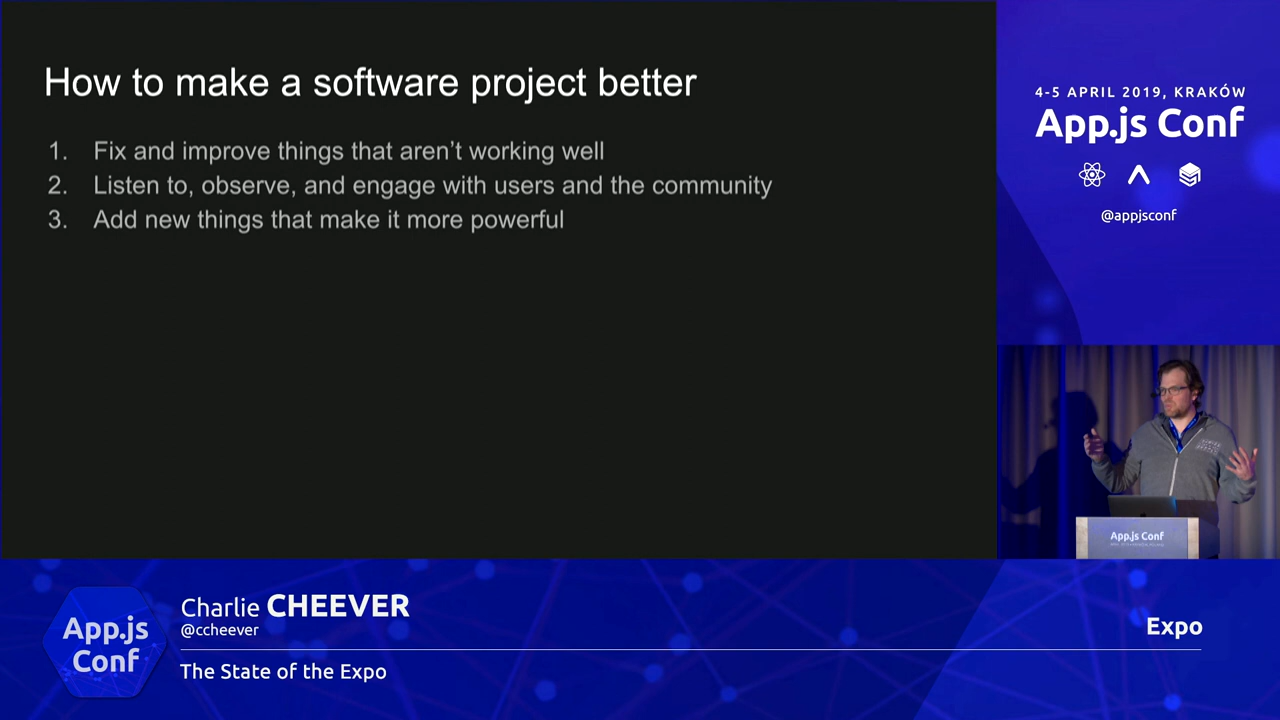 How to make a software project better
1. Fix and improve things that aren't working well
2. Listen to, observe, and engage with users and the community
3. Add new things that make it more powerful
4-5 APRIL 2019, KRAKÓW
App.js Conf
@appjsconf
App.js Conf
App.js
Conf
Charlie CHEEVER
@ccheever
The State of the Expo
Expo